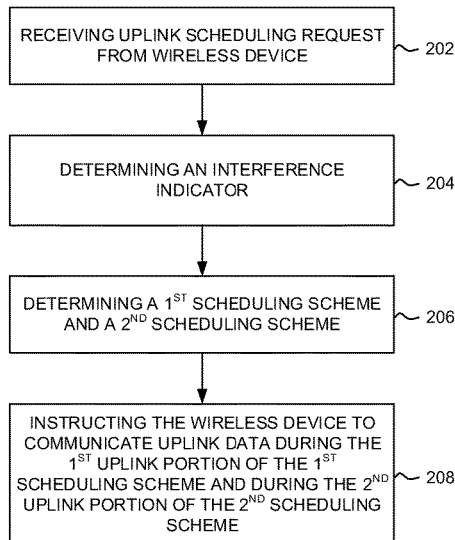 RECEIVING UPLINK SCHEDULING REQUEST
FROM WIRELESS DEVICE
202
DETERMINING AN INTERFERENCE
INDICATOR
204
DETERMINING A 1ST SCHEDULING SCHEME
AND A 2ND SCHEDULING SCHEME
206
INSTRUCTING THE WIRELESS DEVICE TO
COMMUNICATE UPLINK DATA DURING THE
1ST UPLINK PORTION OF THE 1ST
SCHEDULING SCHEME AND DURING THE 2ND
UPLINK PORTION OF THE 2ND SCHEDULING
SCHEME
208